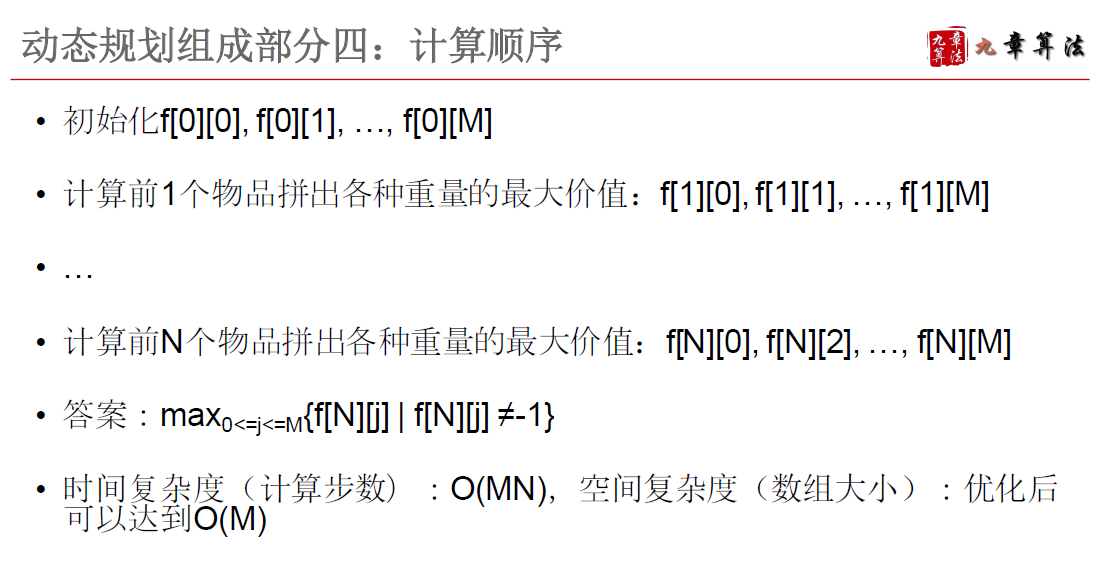 动态规划组成部分四：计算顺序
九章算法
九章算法
• 初始化f[0][0], f[0][1], …, f[0][M]
• 计算前1个物品拼出各种重量的最大价值：f[1][0], f[1][1], …, f[1][M]
• …
• 计算前N个物品拼出各种重量的最大价值：f[N][0], f[N][2], …, f[N][M]
• 答案：max0<=j<=M{f[N][j] | f[N][j] ≠-1}
• 时间复杂度（计算步数）：O(MN)，空间复杂度（数组大小）：优化后
可以达到O(M)